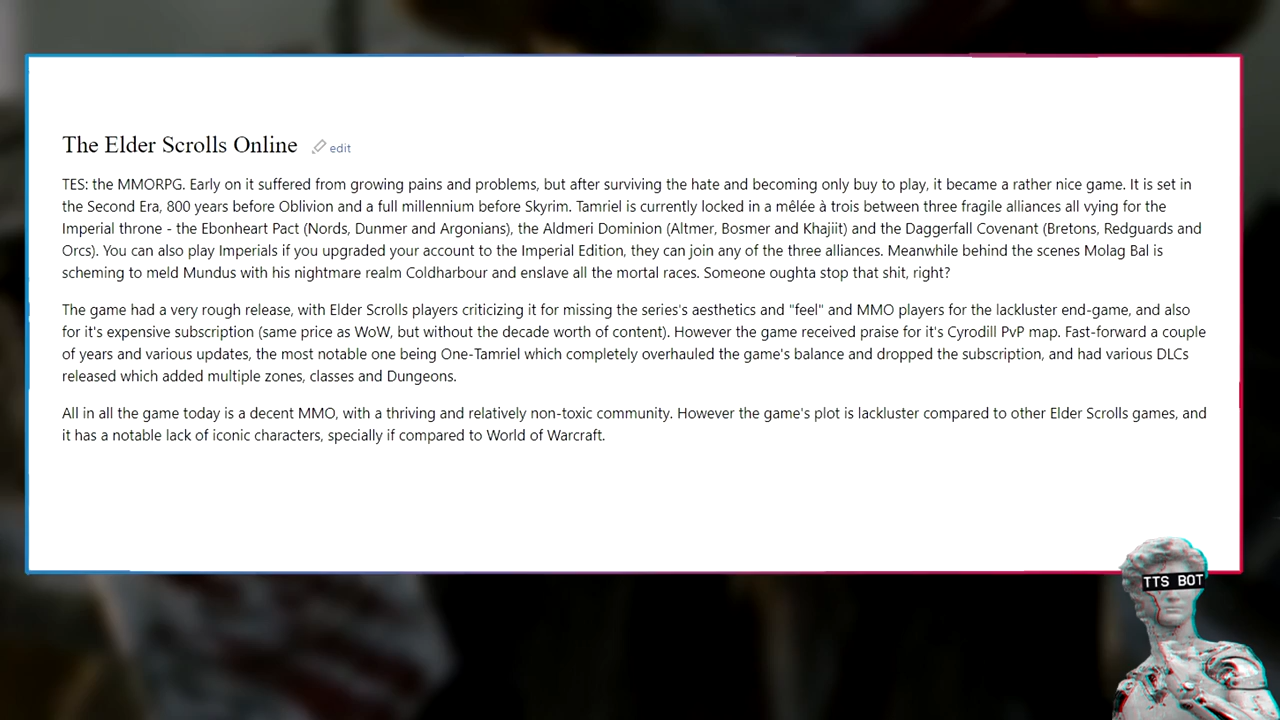 The Elder Scrolls Online edit
TES: the MMORPG. Early on it suffered from growing pains and problems, but after surviving the hate and becoming only buy to play, it became a rather nice game. It is set in
the Second Era, 800 years before Oblivion and a full millennium before Skyrim. Tamriel is currently locked in a mêlée à trois between three fragile alliances all vying for the
Imperial throne - the Ebonheart Pact (Nords, Dunmer and Argonians), the Aldmeri Dominion (Altmer, Bosmer and Khajiit) and the Daggerfall Covenant (Bretons, Redguards and
Orcs). You can also play Imperials if you upgraded your account to the Imperial Edition, they can join any of the three alliances. Meanwhile behind the scenes Molag Bal is
scheming to meld Mundus with his nightmare realm Coldharbour and enslave all the mortal races. Someone oughta stop that shit, right?
The game had a very rough release, with Elder Scrolls players criticizing it for missing the series's aesthetics and "feel" and MMO players for the lackluster end-game, and also
for it's expensive subscription (same price as WoW, but without the decade worth of content). However the game received praise for it's Cyrodill PvP map. Fast-forward a couple
of years and various updates, the most notable one being One-Tamriel which completely overhauled the game's balance and dropped the subscription, and had various DLCs
released which added multiple zones, classes and Dungeons.
All in all the game today is a decent MMO, with a thriving and relatively non-toxic community. However the game's plot is lackluster compared to other Elder Scrolls games, and
it has a notable lack of iconic characters, specially if compared to World of Warcraft.
TTS BOT